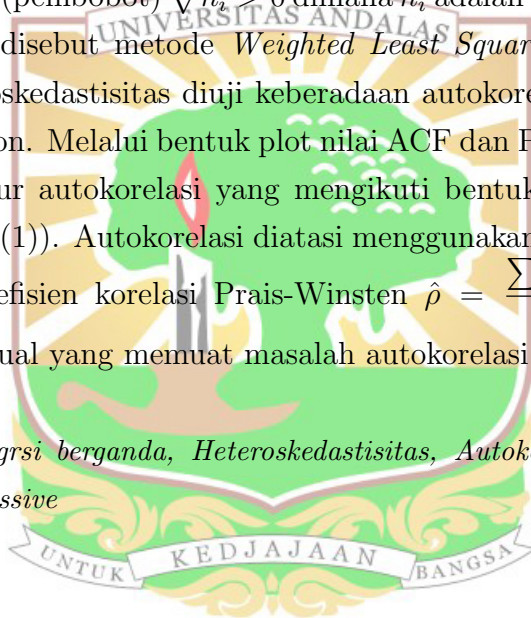 (pembobot) √h_i > 0 dimana h_i adalah
UNIVERSITAS ANDALAS
disebut metode Weighted Least Squar
oskedastisitas diuji keberadaan autokore
on. Melalui bentuk plot nilai ACF dan P
ur autokorelasi yang mengikuti bentuk
(1)). Autokorelasi diatasi menggunakan
efisien korelasi Prais-Winsten ρ̂ = ∑
ual yang memuat masalah autokorelasi
grsi berganda, Heteroskedastisitas, Autok
ssive
UNTUK KEDJAJAAN BANGSA